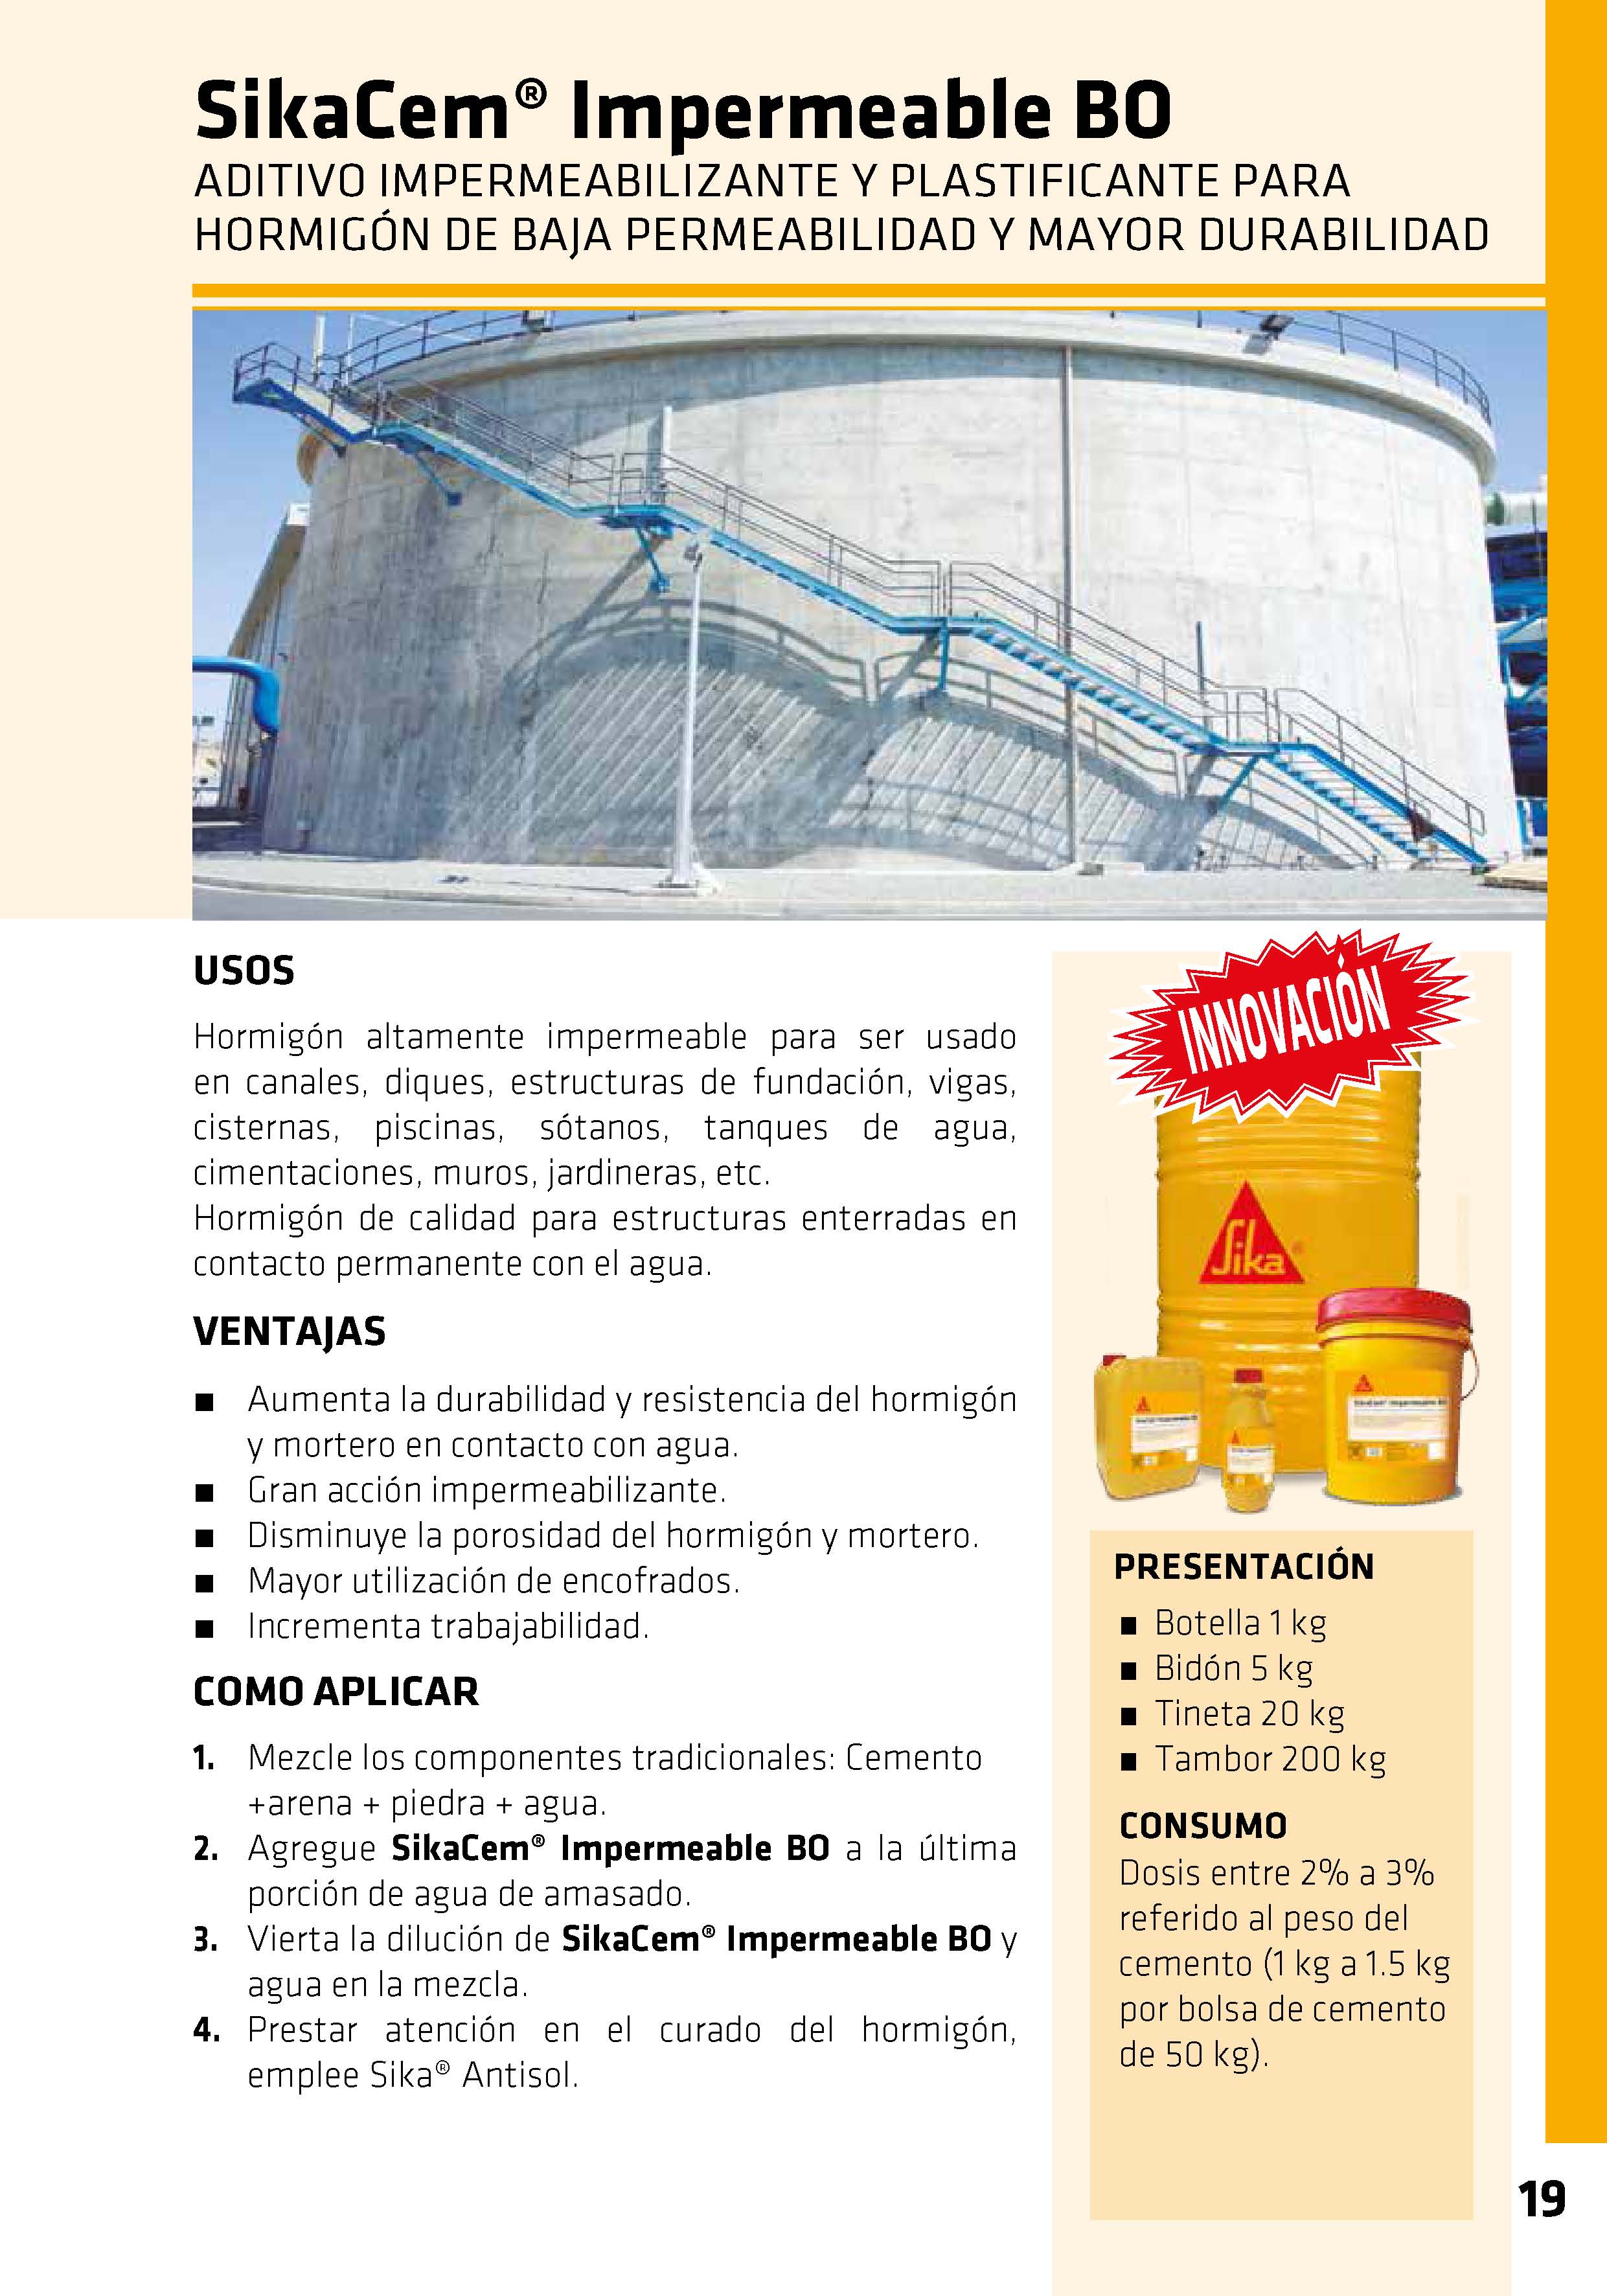 SikaCem® Impermeable BO
ADITIVO IMPERMEABILIZANTE Y PLASTIFICANTE PARA
HORMIGÓN DE BAJA PERMEABILIDAD Y MAYOR DURABILIDAD
USOS
Hormigón altamente impermeable para ser usado
en canales, diques, estructuras de fundación, vigas,
cisternas, piscinas, sótanos, tanques de agua,
cimentaciones, muros, jardineras, etc.
Hormigón de calidad para estructuras enterradas en
contacto permanente con el agua.
VENTAJAS
■ Aumenta la durabilidad y resistencia del hormigón
y mortero en contacto con agua.
■ Gran acción impermeabilizante.
■ Disminuye la porosidad del hormigón y mortero.
■ Mayor utilización de encofrados.
■ Incrementa trabajabilidad.
COMO APLICAR
1. Mezcle los componentes tradicionales: Cemento
+arena + piedra + agua.
2. Agregue SikaCem® Impermeable BO a la última
porción de agua de amasado.
3. Vierta la dilución de SikaCem® Impermeable BO y
agua en la mezcla.
4. Prestar atención en el curado del hormigón,
emplee Sika® Antisol.
INNOVACIÓN
Sika®
SikaCem® Impermeable BO
PRESENTACIÓN
■ Botella 1 kg
■ Bidón 5 kg
■ Tineta 20 kg
■ Tambor 200 kg
CONSUMO
Dosis entre 2% a 3%
referido al peso del
cemento (1 kg a 1.5 kg
por bolsa de cemento
de 50 kg).
19